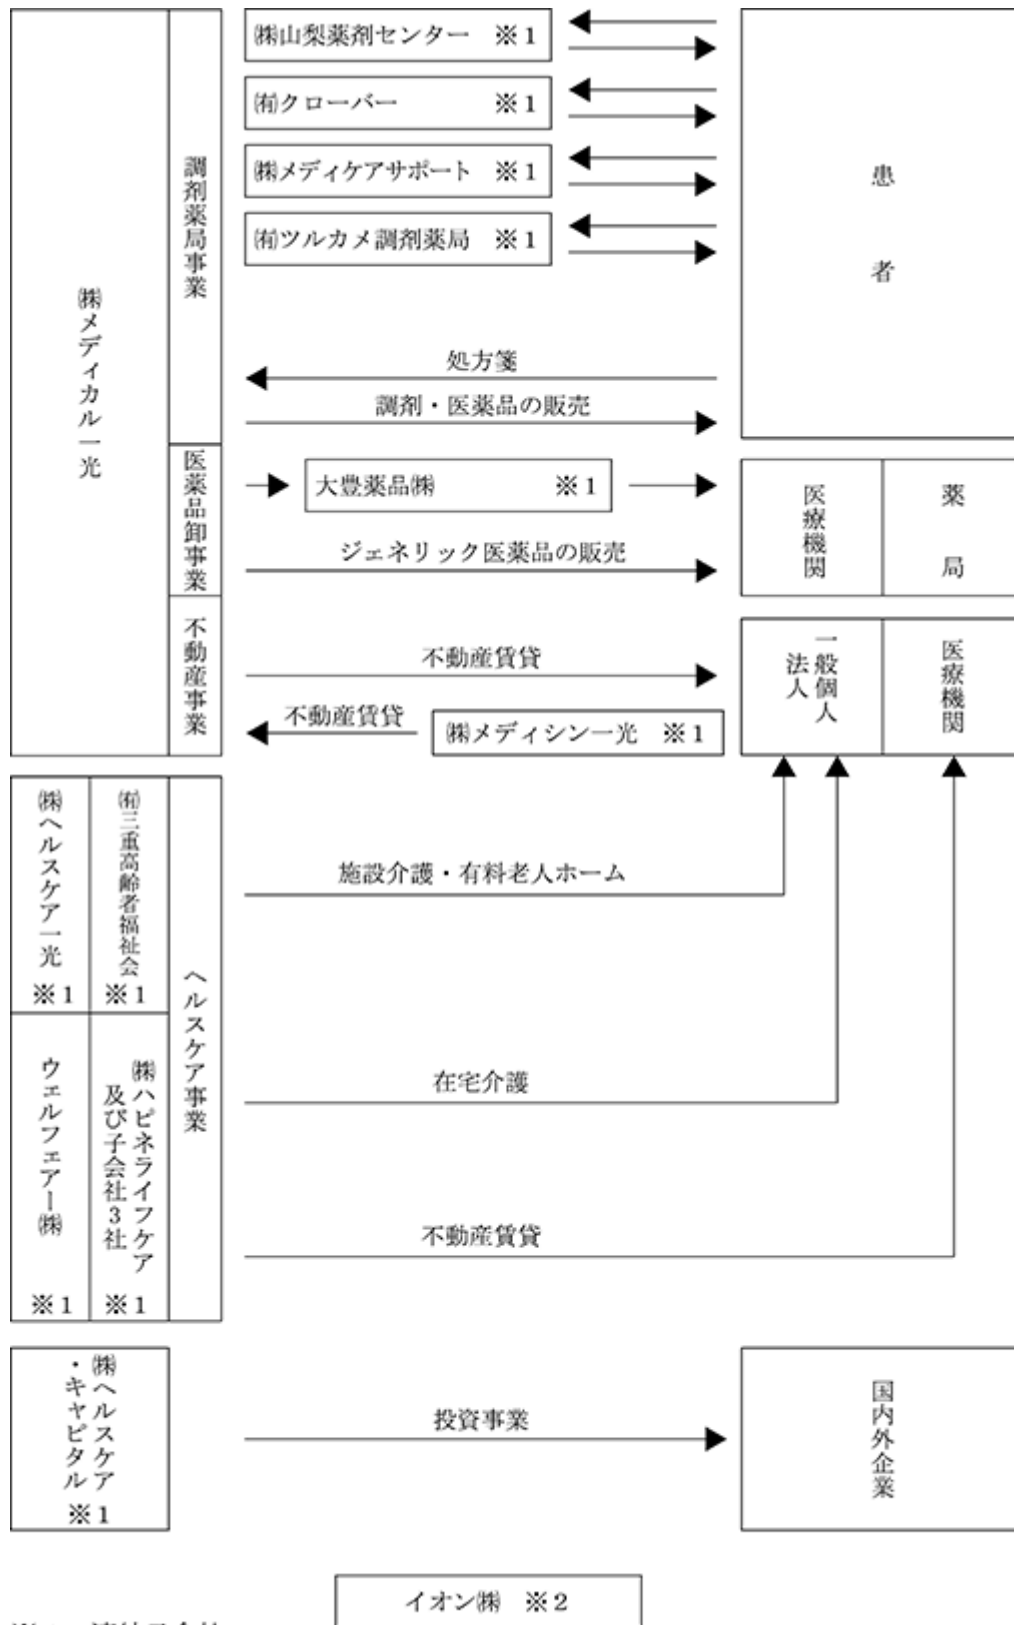 ㈱メディカル一光
調剤薬局事業
㈱山梨薬剤センター ※1
㈲クローバー ※1
㈱メディケアサポート ※1
㈲ツルカメ調剤薬局 ※1
患者
処方箋
調剤・医薬品の販売
医薬品卸事業
大豊薬品㈱ ※1
ジェネリック医薬品の販売
医療機関
薬局
不動産事業
不動産賃貸
不動産賃貸
㈱メディシン一光 ※1
一般個人
法人
医療機関
㈱ヘルスケア一光
※1
㈲三重高齢者福祉会
※1
ウェルフェアー㈱
※1
㈱ハピネライフケア
及び子会社3社
※1
ヘルスケア事業
施設介護・有料老人ホーム
在宅介護
不動産賃貸
㈱ヘルスケア
・キャピタル
※1
投資事業
国内外企業
イオン㈱ ※2